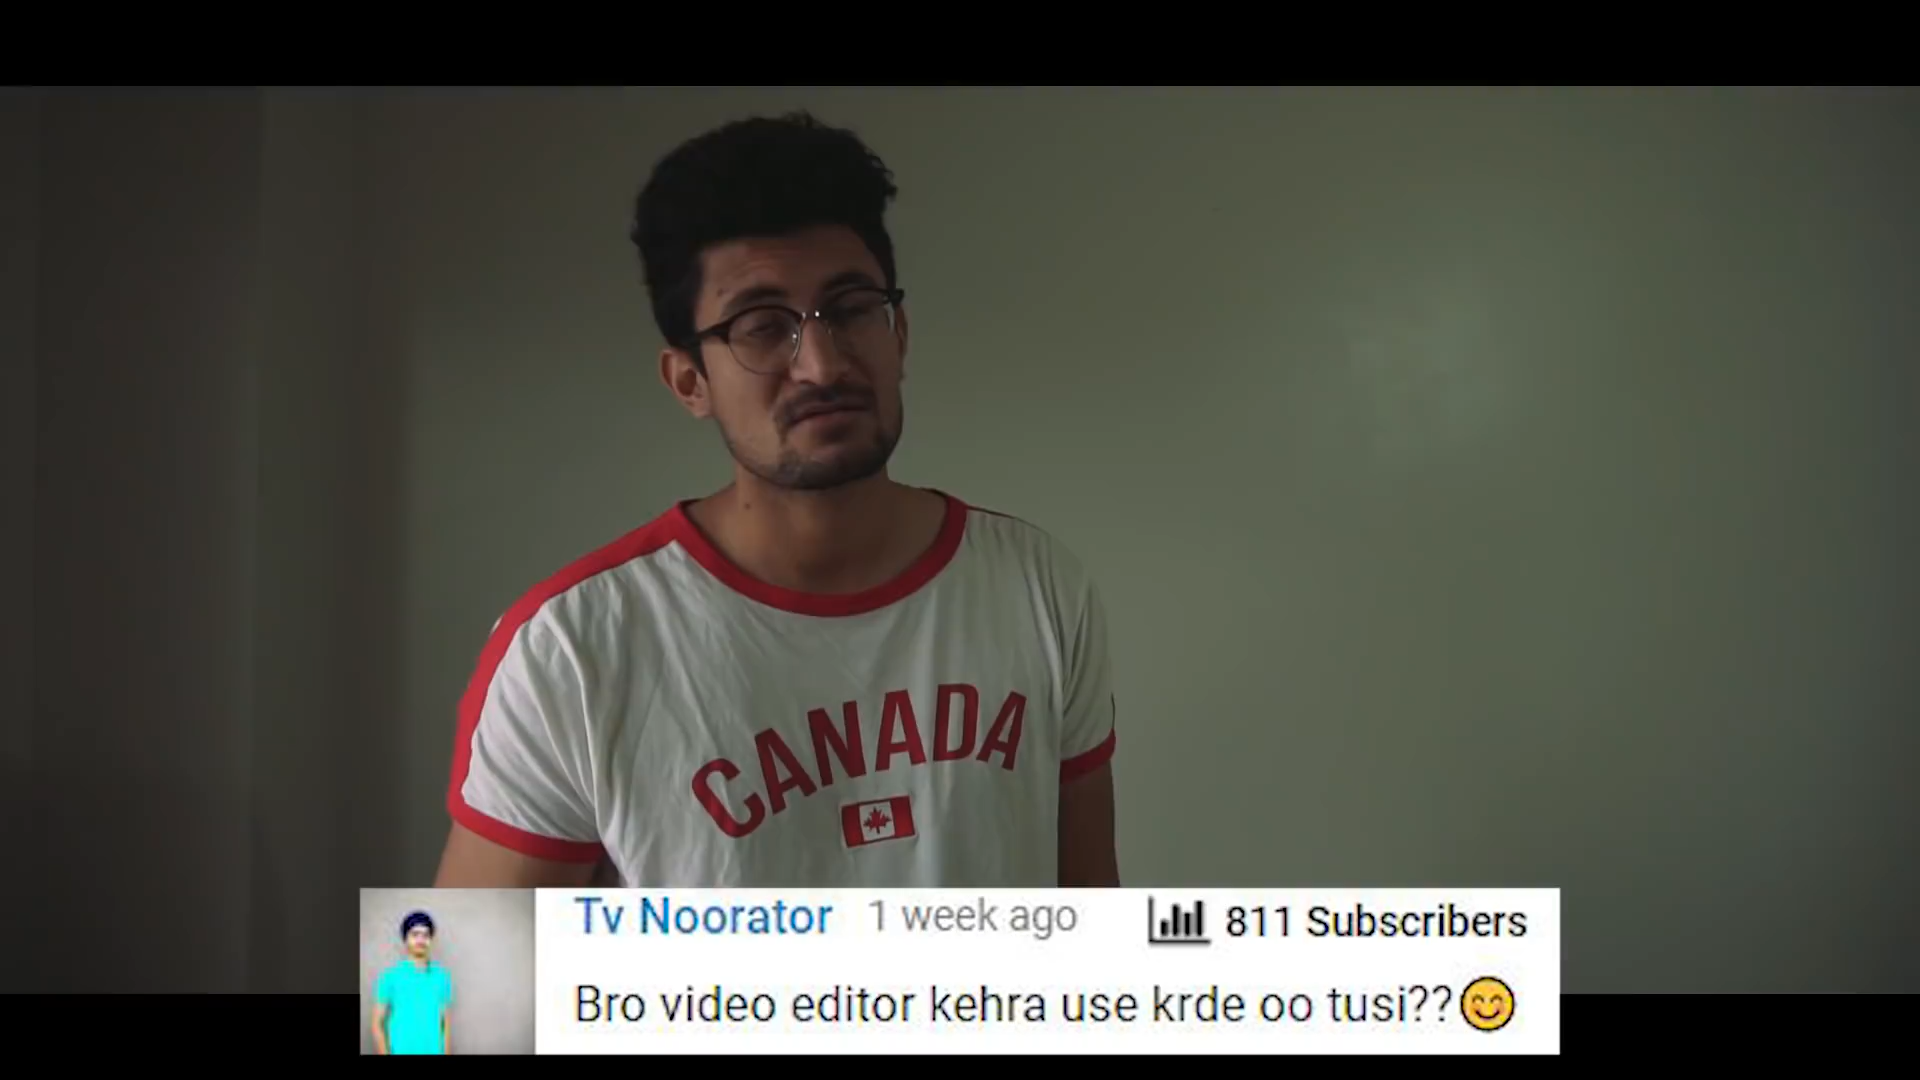 CANADA
Tv Noorator 1 week ago 811 Subscribers
Bro video editor kehra use krde oo tusi??😊